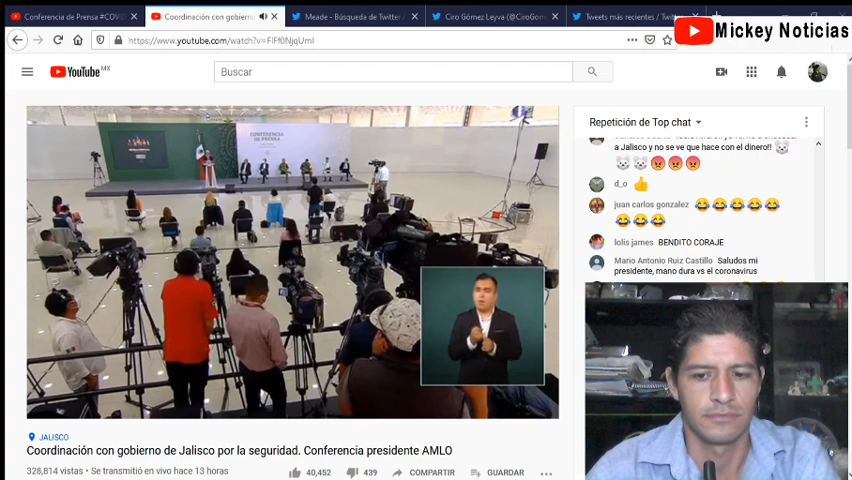 Conferencia de Prensa #COVID
Coordinación con gobierno
Meade - Búsqueda de Twitter /
Ciro Gómez Leyva (@CiroGom
Tweets más recientes / Twitt
Mickey Noticias
https://www.youtube.com/watch?v=FlFf0NjqUmI
YouTube MX
Buscar
CONFERENCIA
DE PRENSA
Repetición de Top chat
a Jalisco y no se ve que hace con el dinero!!
d_o
juan carlos gonzalez
lolis james BENDITO CORAJE
Mario Antonio Ruiz Castillo Saludos mi
presidente, mano dura vs el coronavirus
JALISCO
Coordinación con gobierno de Jalisco por la seguridad. Conferencia presidente AMLO
328,814 vistas • Se transmitió en vivo hace 13 horas
40,452
439
COMPARTIR
GUARDAR